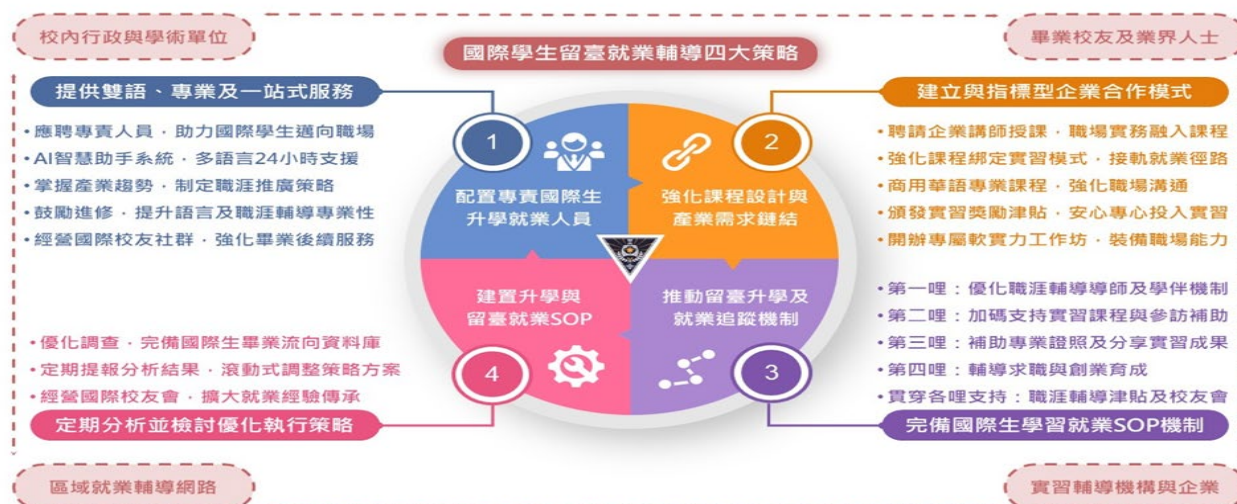 校內行政與學術單位
國際學生留臺就業輔導四大策略
畢業校友及業界人士
提供雙語、專業及一站式服務
•應聘專責人員，助力國際學生邁向職場
•AI智慧助手系統，多語言24小時支援
•掌握產業趨勢，制定職涯推廣策略
•鼓勵進修，提升語言及職涯輔導專業性
•經營國際校友社群，強化畢業後續服務
1
配置專責國際生
升學就業人員
2
強化課程設計與
產業需求鏈結
建立與指標型企業合作模式
•聘請企業講師授課，職場實務融入課程
•強化課程綁定實習模式，接軌就業徑路
•商用華語專業課程，強化職場溝通
•頒發實習獎勵津貼，安心專心投入實習
•開辦專屬軟實力工作坊，裝備職場能力
建置升學與
留臺就業SOP
4
推動留臺升學及
就業追蹤機制
3
•優化調查，完備國際生畢業流向資料庫
•定期提報分析結果，滾動式調整策略方案
•經營國際校友會，擴大就業經驗傳承
定期分析並檢討優化執行策略
•第一哩：優化職涯輔導導師及學伴機制
•第二哩：加碼支持實習課程與參訪補助
•第三哩：補助專業證照及分享實習成果
•第四哩：輔導求職與創業育成
•貫穿各哩支持：職涯輔導津貼及校友會
完備國際生學習就業SOP機制
區域就業輔導網路
實習輔導機構與企業